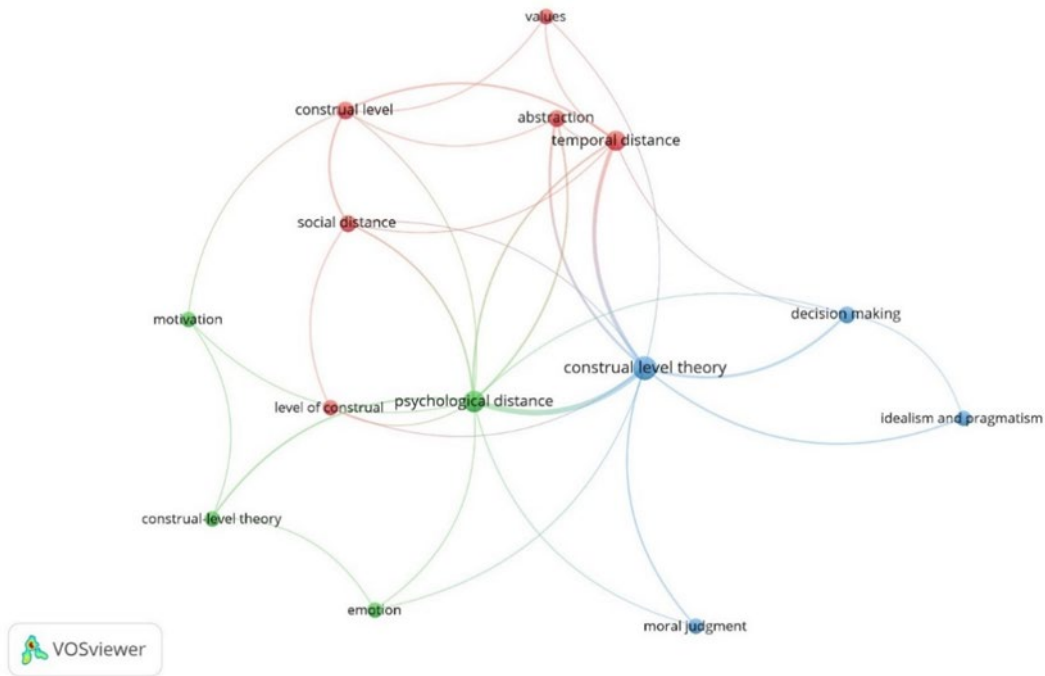 values
construal level
abstraction
temporal distance
social distance
motivation
decision making
construal level theory
level of construal
psychological distance
idealism and pragmatism
construal-level theory
emotion
moral judgment
VOSviewer